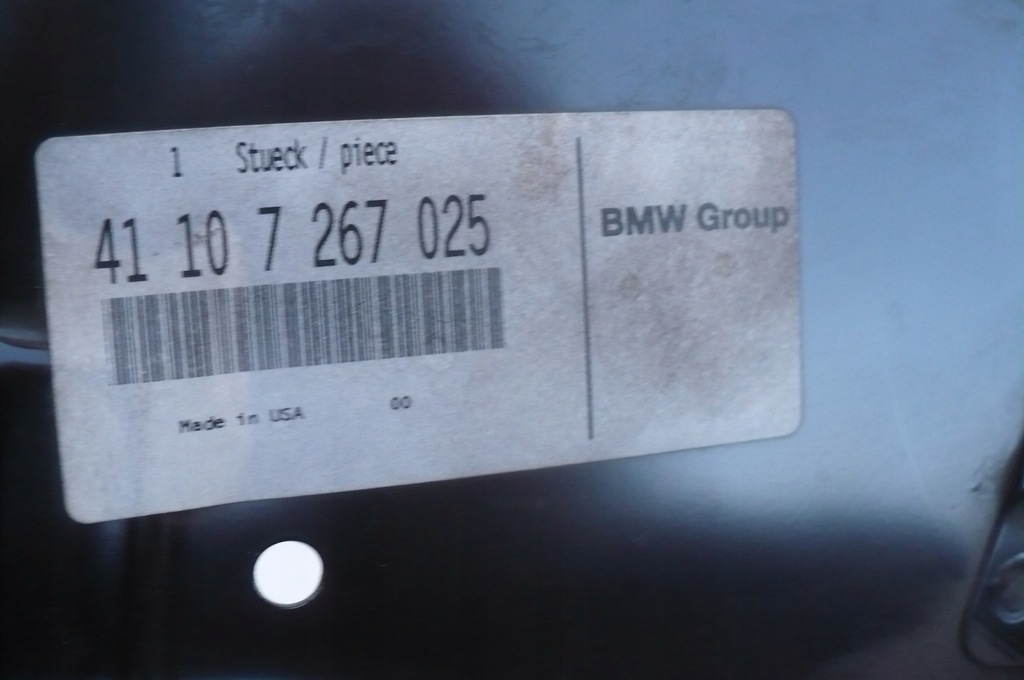 1 Stueck / piece
41 10 7 267 025
BMW Group
Made in USA 00